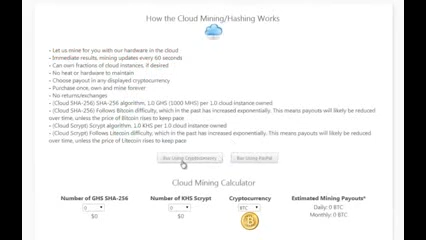 How the Cloud Mining/Hashing Works
- Let us mine for you with our hardware in the cloud
- Immediate results, mining updates every 60 seconds
- Can own fractions of cloud instances, if desired
- No heat or hardware to maintain
- Choose payout in any displayed cryptocurrency
- Purchase once, own and mine forever
- No returns/exchanges
- (Cloud SHA-256) SHA-256 algorithm, 1.0 GHS (1000 MHS) per 1.0 cloud instance owned
- (Cloud SHA-256) Follows Bitcoin difficulty, which in the past has increased exponentially. This means payouts will likely be reduced
over time, unless the price of Bitcoin rises to keep pace
- (Cloud Scrypt) Scrypt algorithm, 1.0 KHS per 1.0 cloud instance owned
- (Cloud Scrypt) Follows Litecoin difficulty, which in the past has increased exponentially. This means payouts will likely be reduced
over time, unless the price of Litecoin rises to keep pace
Buy Using Cryptocurrency Buy Using PayPal
Cloud Mining Calculator
Number of GHS SHA-256 Number of KHS Scrypt Cryptocurrency Estimated Mining Payouts*
0 0 BTC Daily: 0 BTC
$0 $0 Monthly: 0 BTC